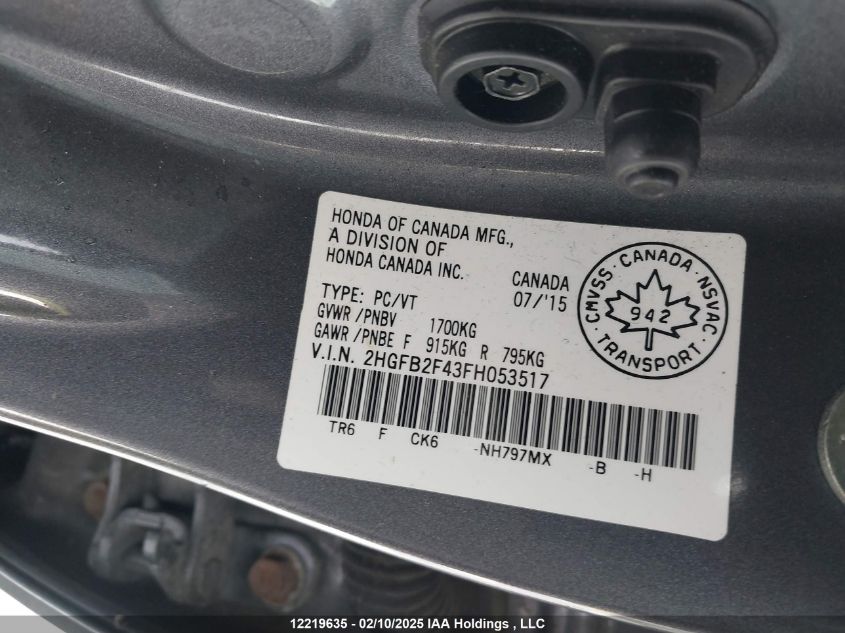 HONDA OF CANADA MFG.,
A DIVISION OF
HONDA CANADA INC.
CANADA
07/'15
TYPE: PC/VT
GVWR/PNBV 1700KG
GAWR/PNBE F 915KG R 795KG
V.I.N. 2HGFB2F43FH053517
TR6 F CK6 -NH797MX -B -H
CMVSS · CANADA · NSVAC
942
TRANSPORT
12219635 - 02/10/2025 IAA Holdings , LLC